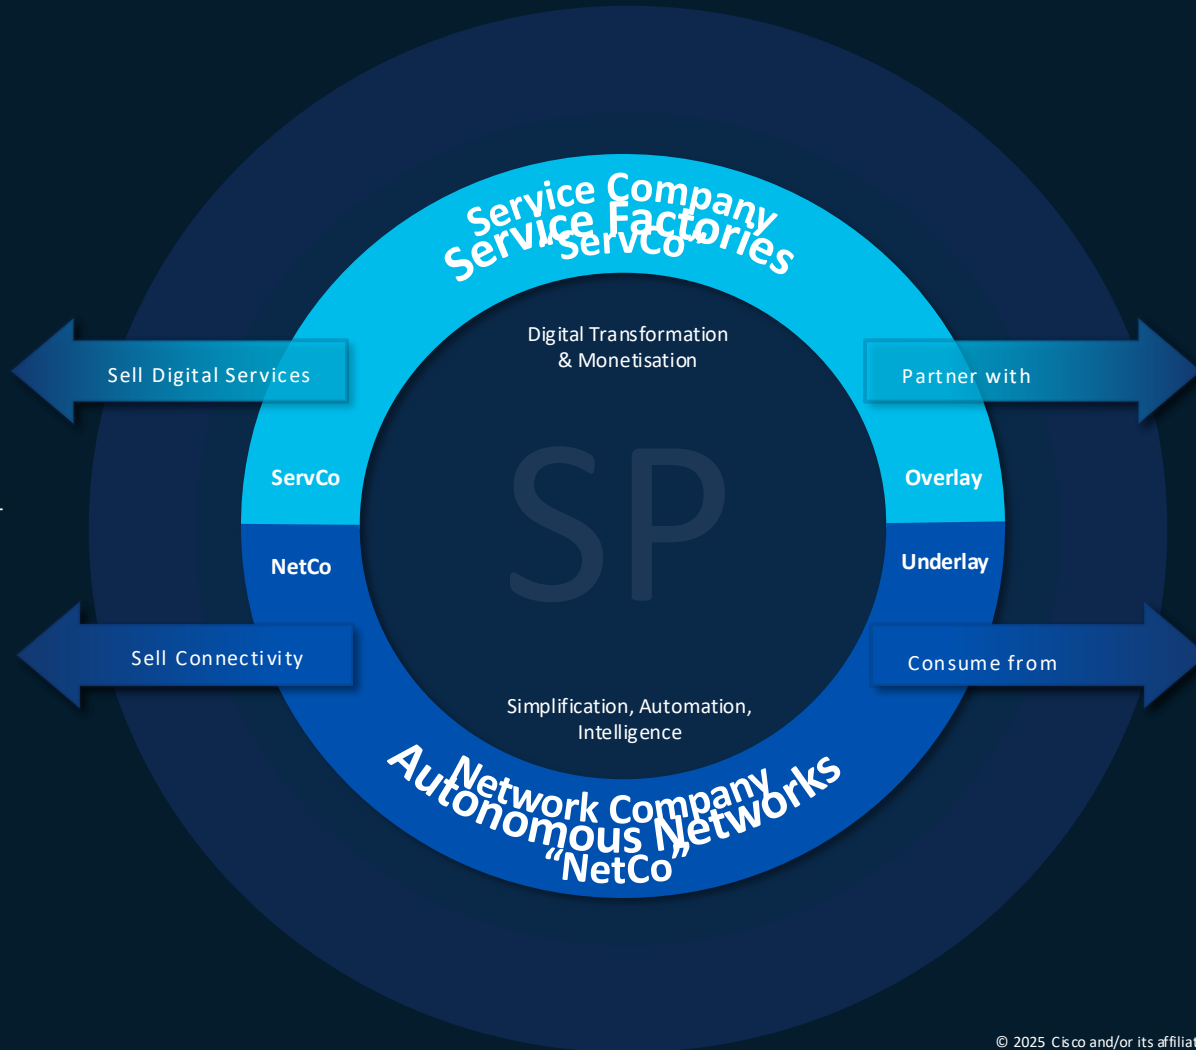 Service Company
Service Factories
“ServCo”
Digital Transformation
& Monetisation
Sell Digital Services
Partner with
SP
ServCo
Overlay
NetCo
Underlay
Sell Connectivity
Consume from
Simplification, Automation,
Intelligence
Network Company
Autonomous Networks
“NetCo”
© 2025 Cisco and/or its affiliat